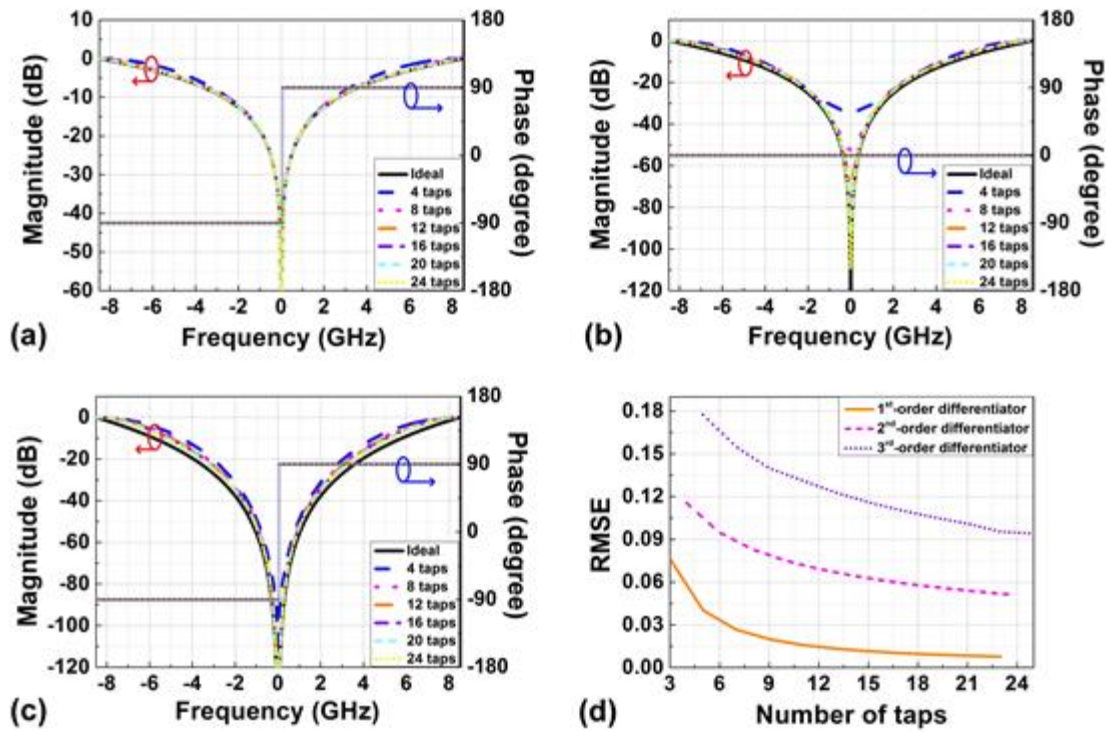 10
0
-10
-20
-30
-40
-50
-60
Magnitude (dB)
180
90
0
-90
-180
Phase (degree)
Ideal
4 taps
8 taps
12 taps
16 taps
20 taps
24 taps
-8 -6 -4 -2 0 2 4 6 8
Frequency (GHz)
(a)
0
-20
-40
-60
-80
-100
-120
Magnitude (dB)
180
90
0
-90
-180
Phase (degree)
Ideal
4 taps
8 taps
12 taps
16 taps
20 taps
24 taps
-8 -6 -4 -2 0 2 4 6 8
Frequency (GHz)
(b)
0
-20
-40
-60
-80
-100
-120
Magnitude (dB)
180
90
0
-90
-180
Phase (degree)
Ideal
4 taps
8 taps
12 taps
16 taps
20 taps
24 taps
-8 -6 -4 -2 0 2 4 6 8
Frequency (GHz)
(c)
0.18
0.15
0.12
0.09
0.06
0.03
0.00
RMSE
1st-order differentiator
2nd-order differentiator
3rd-order differentiator
3 6 9 12 15 18 21 24
Number of taps
(d)